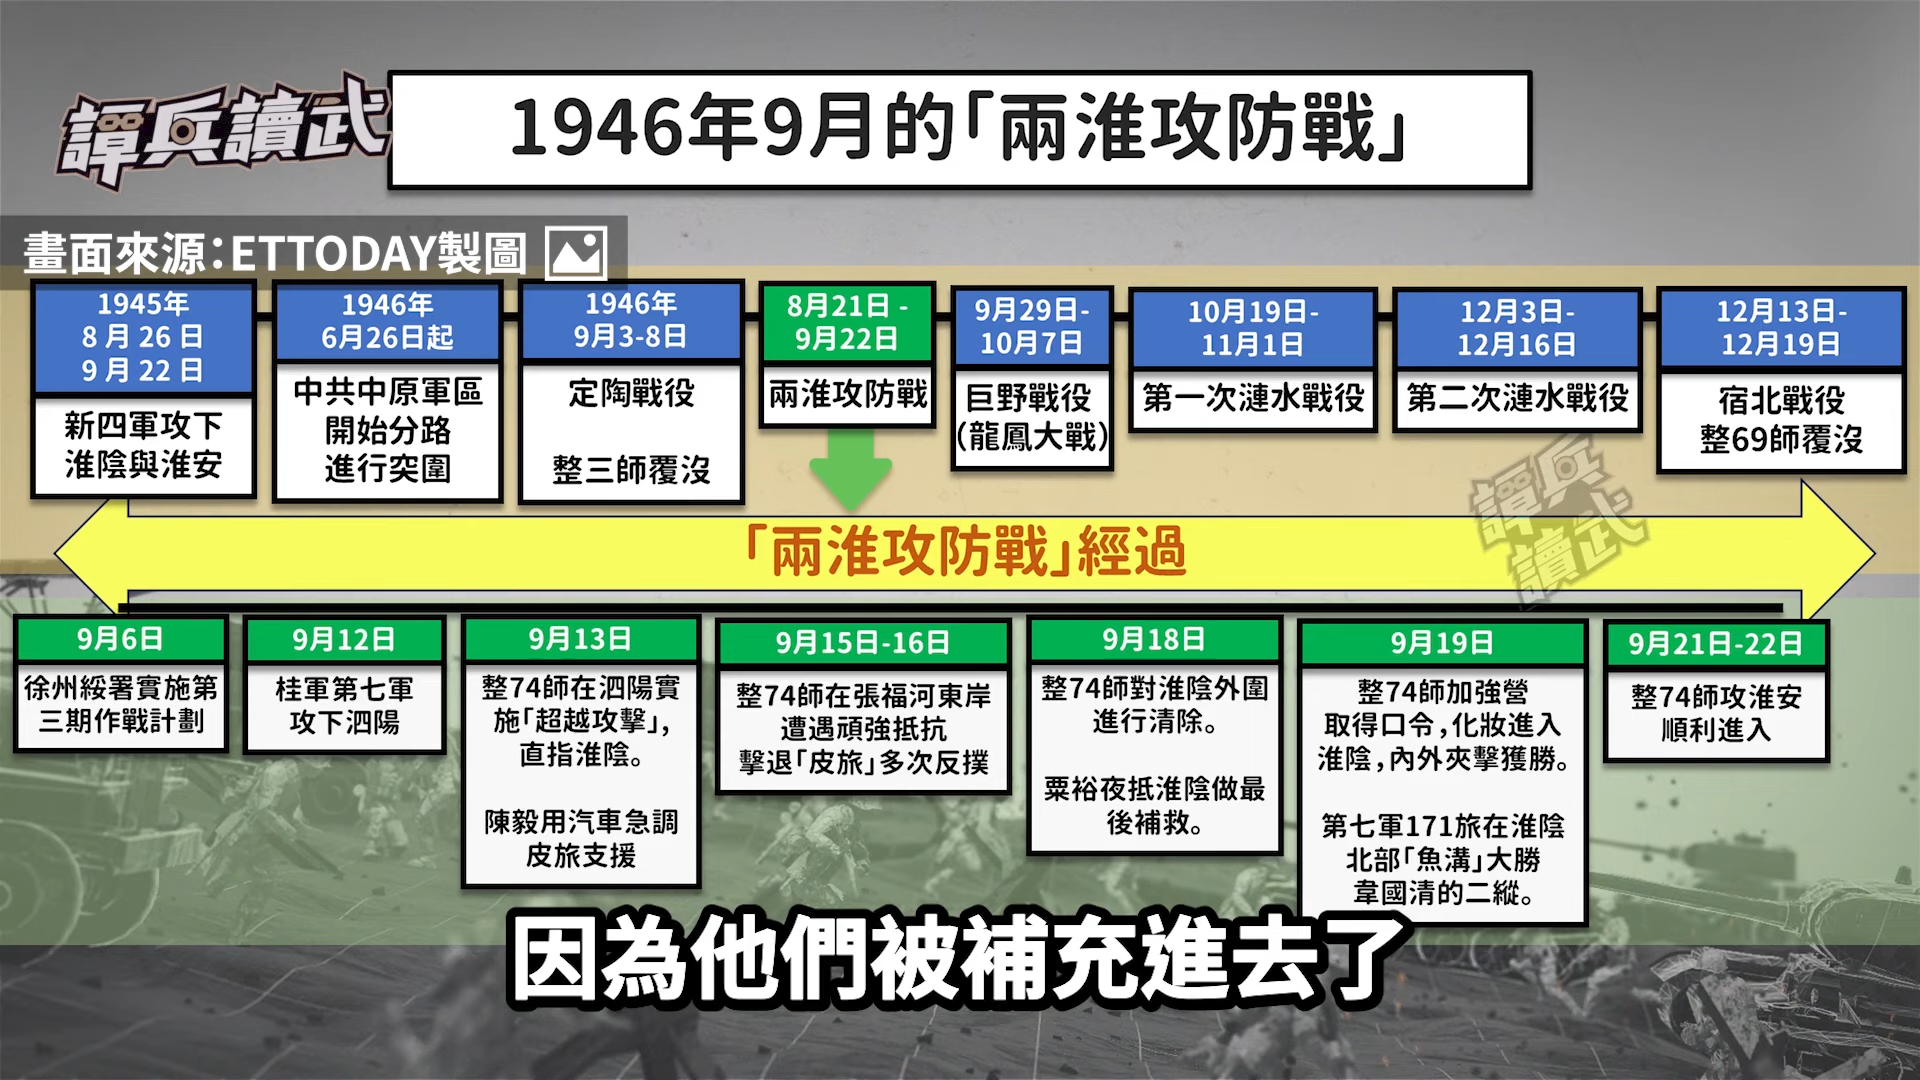 譚兵讀武
1946年9月的「兩淮攻防戰」
畫面來源：ETTODAY製圖
1945年
8月26日
9月22日
新四軍攻下
淮陰與淮安
1946年
6月26日起
中共中原軍區
開始分路
進行突圍
1946年
9月3-8日
定陶戰役
整三師覆沒
8月21日-
9月22日
兩淮攻防戰
9月29日-
10月7日
巨野戰役
(龍鳳大戰)
10月19日-
11月1日
第一次漣水戰役
12月3日-
12月16日
第二次漣水戰役
12月13日-
12月19日
宿北戰役
整69師覆沒
譚兵
讀武
「兩淮攻防戰」經過
9月6日
徐州綏署實施第
三期作戰計劃
9月12日
桂軍第七軍
攻下泗陽
9月13日
整74師在泗陽實
施「超越攻擊」，
直指淮陰。
陳毅用汽車急調
皮旅支援
9月15日-16日
整74師在張福河東岸
遭遇頑強抵抗
擊退「皮旅」多次反撲
9月18日
整74師對淮陰外圍
進行清除。
粟裕夜抵淮陰做最
後補救。
9月19日
整74師加強營
取得口令，化妝進入
淮陰，內外夾擊獲勝。
第七軍171旅在淮陰
北部「魚溝」大勝
韋國清的二縱。
9月21日-22日
整74師攻淮安
順利進入
因為他們被補充進去了